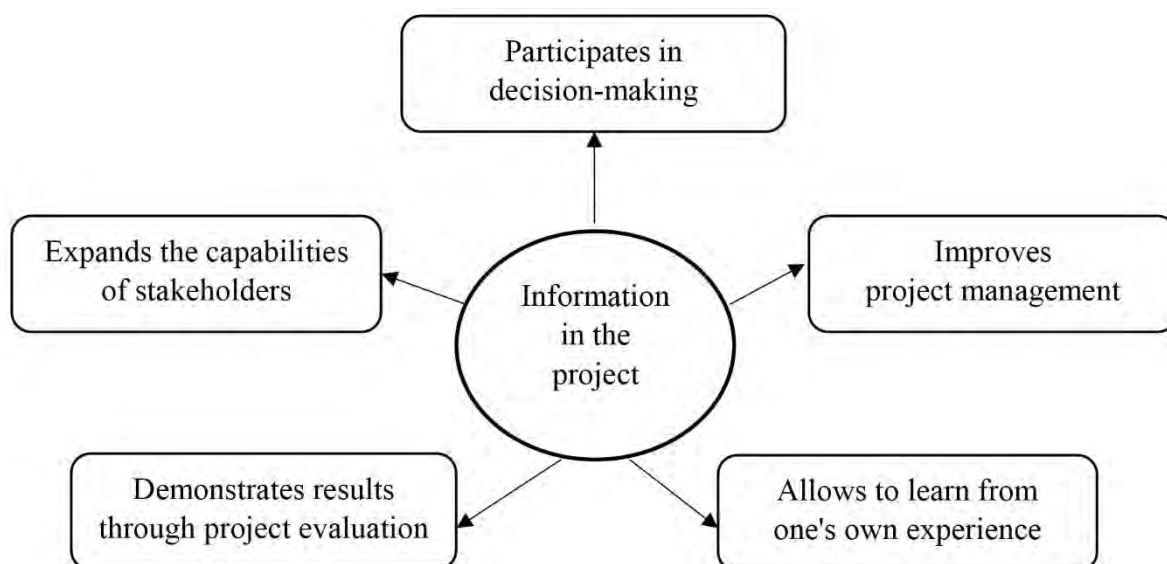 Participates in
decision-making
Expands the capabilities
of stakeholders
Information
in the
project
Improves
project management
Demonstrates results
through project evaluation
Allows to learn from
one's own experience